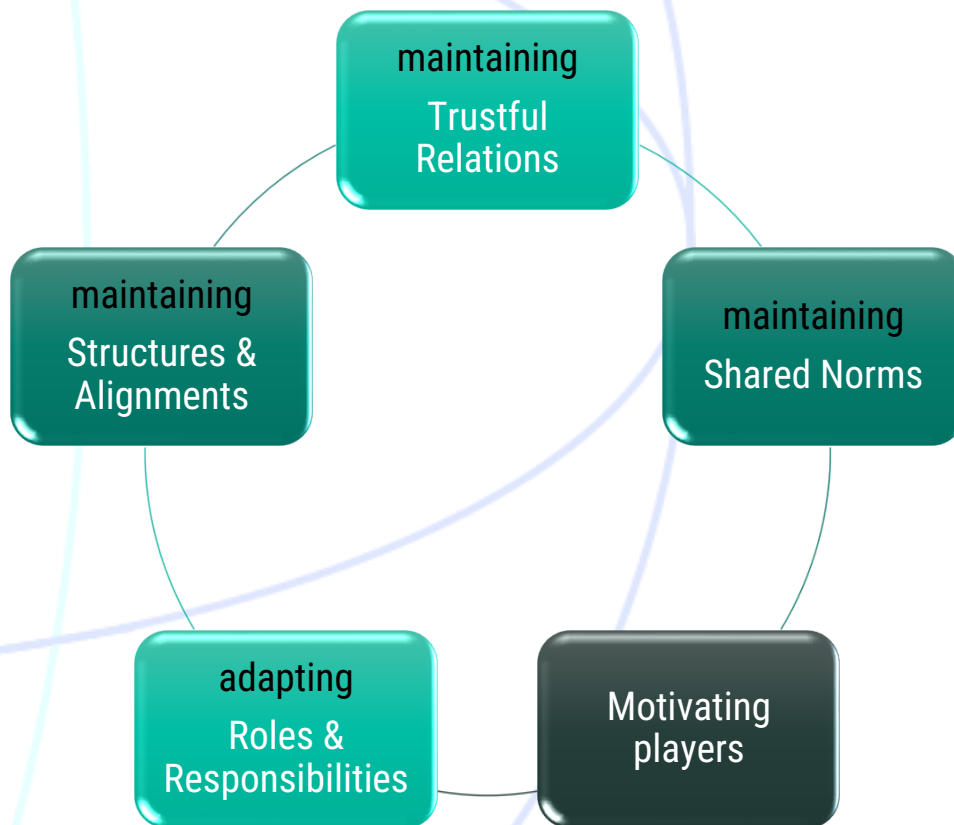 maintaining
Trustful
Relations
maintaining
Shared Norms
Motivating
players
adapting
Roles &
Responsibilities
maintaining
Structures &
Alignments